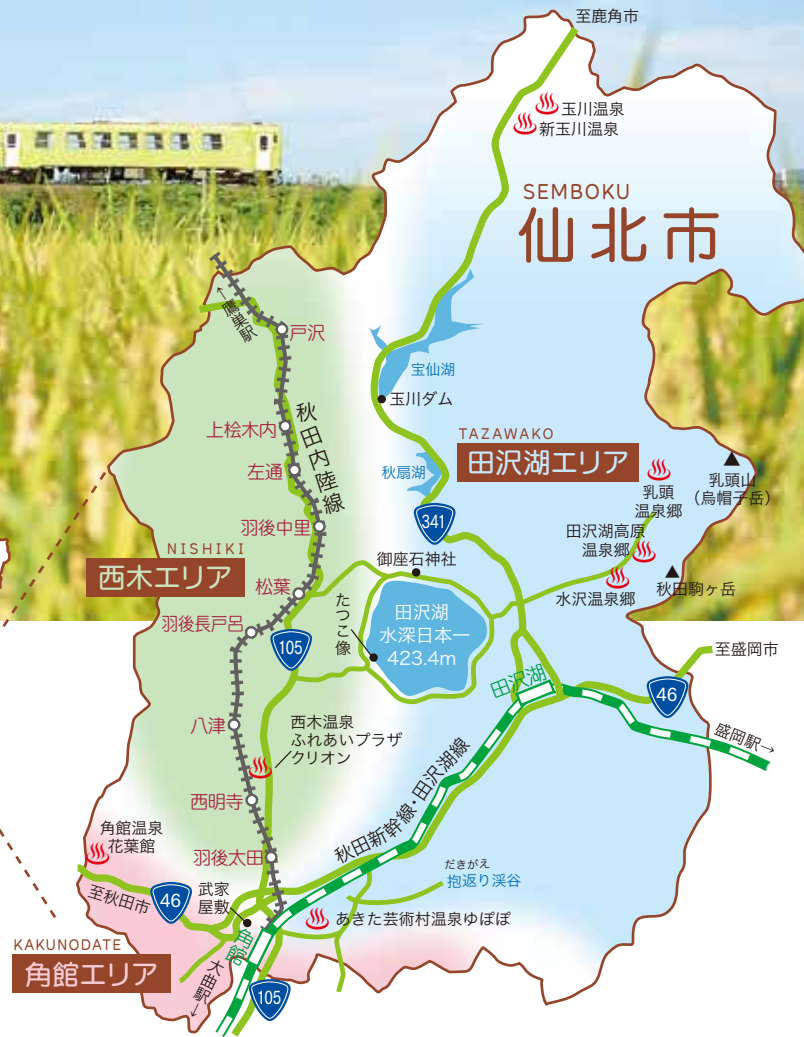 至鹿角市
玉川温泉
新玉川温泉
SEMBOKU
仙北市
←鷹巣駅
戸沢
宝仙湖
玉川ダム
上桧木内
秋田内陸線
TAZAWAKO
田沢湖エリア
左通
秋扇湖
乳頭
温泉郷
乳頭山
(烏帽子岳)
341
羽後中里
田沢湖高原
温泉郷
NISHIKI
西木エリア
御座石神社
松葉
水沢温泉郷
秋田駒ヶ岳
たつこ像
田沢湖
水深日本一
423.4m
羽後長戸呂
105
至盛岡市
田沢湖
46
八津
西木温泉
ふれあいプラザ
クリオン
盛岡駅→
秋田新幹線・田沢湖線
西明寺
角館温泉
花葉館
羽後太田
だきがえ
抱返り渓谷
至秋田市
46
武家
屋敷
あきた芸術村温泉ゆぽぽ
角館
KAKUNODATE
角館エリア
大曲駅→
105